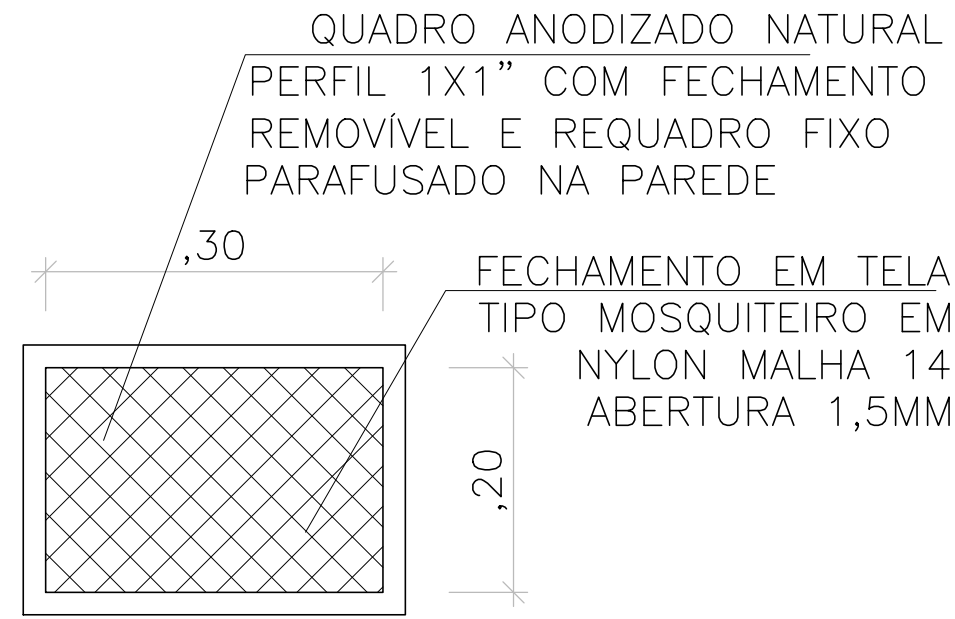 QUADRO ANODIZADO NATURAL
PERFIL 1X1” COM FECHAMENTO
REMOVÍVEL E REQUADRO FIXO
PARAFUSADO NA PAREDE
,30
FECHAMENTO EM TELA
TIPO MOSQUITEIRO EM
NYLON MALHA 14
ABERTURA 1,5MM
,20